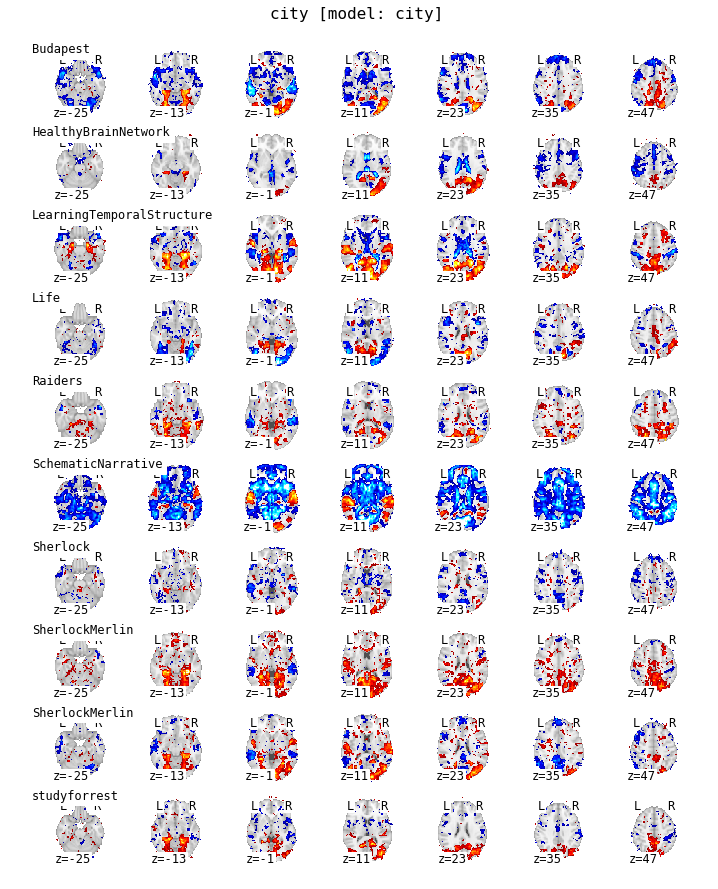 city [model: city]
Budapest
L R L R L R L R L R L R L R
z=-25 z=-13 z=-1 z=11 z=23 z=35 z=47
HealthyBrainNetwork
L R L R L R L R L R L R L R
z=-25 z=-13 z=-1 z=11 z=23 z=35 z=47
LearningTemporalStructure
L R L R L R L R L R L R L R
z=-25 z=-13 z=-1 z=11 z=23 z=35 z=47
Life
L R L R L R L R L R L R L R
z=-25 z=-13 z=-1 z=11 z=23 z=35 z=47
Raiders
L R L R L R L R L R L R L R
z=-25 z=-13 z=-1 z=11 z=23 z=35 z=47
SchematicNarrative
L R L R L R L R L R L R L R
z=-25 z=-13 z=-1 z=11 z=23 z=35 z=47
Sherlock
L R L R L R L R L R L R L R
z=-25 z=-13 z=-1 z=11 z=23 z=35 z=47
SherlockMerlin
L R L R L R L R L R L R L R
z=-25 z=-13 z=-1 z=11 z=23 z=35 z=47
SherlockMerlin
L R L R L R L R L R L R L R
z=-25 z=-13 z=-1 z=11 z=23 z=35 z=47
studyforrest
L R L R L R L R L R L R L R
z=-25 z=-13 z=-1 z=11 z=23 z=35 z=47